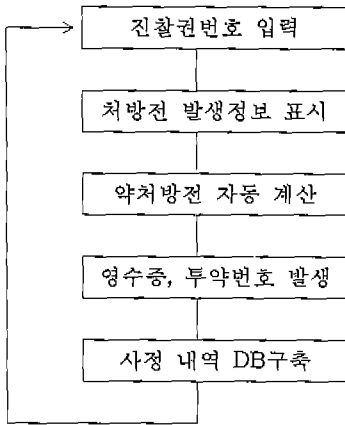 진찰권번호 입력
처방전 발생정보 표시
약처방전 자동 계산
영수증, 투약번호 발생
사정 내역 DB구축